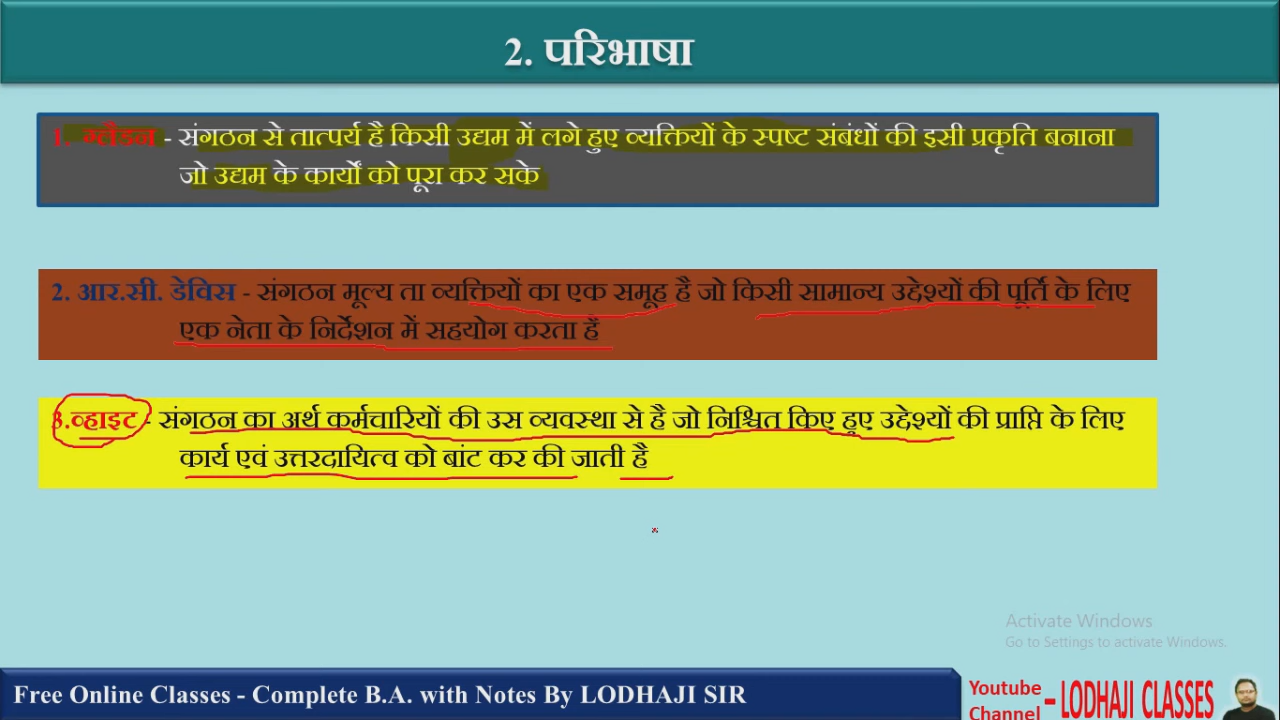 2. परिभाषा
1. ग्लैडन - संगठन से तात्पर्य है किसी उद्यम में लगे हुए व्यक्तियों के स्पष्ट संबंधों की इसी प्रकृति बनाना
जो उद्यम के कार्यों को पूरा कर सके
2. आर.सी. डेविस - संगठन मूल्य ता व्यक्तियों का एक समूह है जो किसी सामान्य उद्देश्यों की पूर्ति के लिए
एक नेता के निर्देशन में सहयोग करता है
3.व्हाइट - संगठन का अर्थ कर्मचारियों की उस व्यवस्था से है जो निश्चित किए हुए उद्देश्यों की प्राप्ति के लिए
कार्य एवं उत्तरदायित्व को बांट कर की जाती है
Activate Windows
Go to Settings to activate Windows.
Free Online Classes - Complete B.A. with Notes By LODHAJI SIR
Youtube Channel – LODHAJI CLASSES